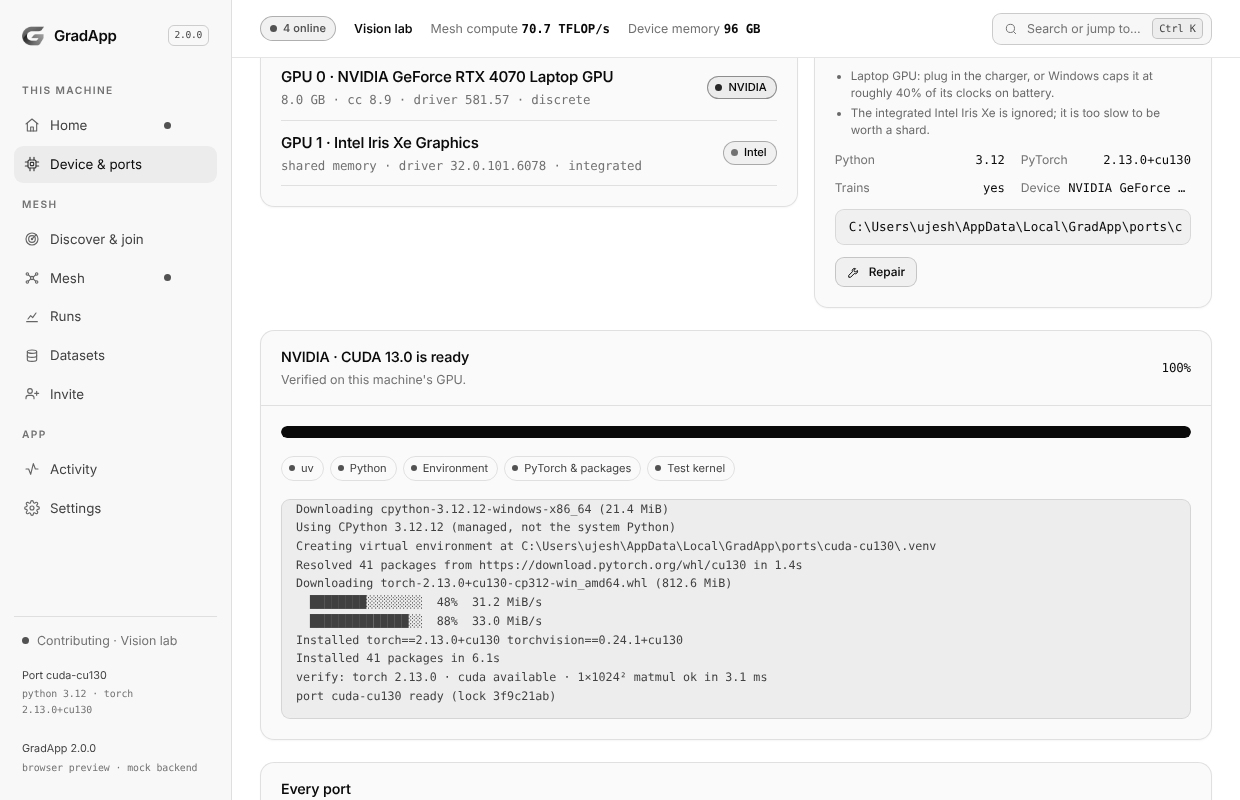 GradApp
2.0.0
THIS MACHINE
Home
Device & ports
MESH
Discover & join
Mesh
Runs
Datasets
Invite
APP
Activity
Settings
Contributing · Vision lab
Port cuda-cu130
python 3.12 · torch
2.13.0+cu130
GradApp 2.0.0
browser preview · mock backend
4 online
Vision lab
Mesh compute 70.7 TFLOP/s
Device memory 96 GB
Search or jump to...
Ctrl K
GPU 0 · NVIDIA GeForce RTX 4070 Laptop GPU
8.0 GB · cc 8.9 · driver 581.57 · discrete
NVIDIA
GPU 1 · Intel Iris Xe Graphics
shared memory · driver 32.0.101.6078 · integrated
Intel
• Laptop GPU: plug in the charger, or Windows caps it at
roughly 40% of its clocks on battery.
• The integrated Intel Iris Xe is ignored; it is too slow to be
worth a shard.
Python 3.12 PyTorch 2.13.0+cu130
Trains yes Device NVIDIA GeForce …
C:\Users\ujesh\AppData\Local\GradApp\ports\c
Repair
NVIDIA · CUDA 13.0 is ready
Verified on this machine's GPU.
100%
uv
Python
Environment
PyTorch & packages
Test kernel
Downloading cpython-3.12.12-windows-x86_64 (21.4 MiB)
Using CPython 3.12.12 (managed, not the system Python)
Creating virtual environment at C:\Users\ujesh\AppData\Local\GradApp\ports\cuda-cu130\.venv
Resolved 41 packages from https://download.pytorch.org/whl/cu130 in 1.4s
Downloading torch-2.13.0+cu130-cp312-win_amd64.whl (812.6 MiB)
████████░░░░░░░░ 48% 31.2 MiB/s
██████████████░░ 88% 33.0 MiB/s
Installed torch==2.13.0+cu130 torchvision==0.24.1+cu130
Installed 41 packages in 6.1s
verify: torch 2.13.0 · cuda available · 1×1024² matmul ok in 3.1 ms
port cuda-cu130 ready (lock 3f9c21ab)
Every port